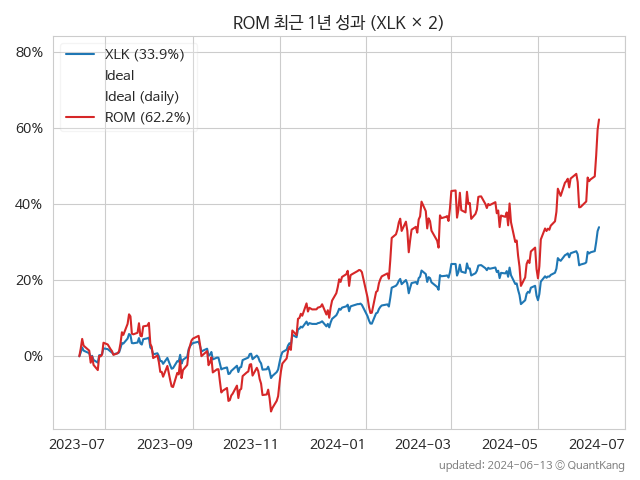 ROM 최근 1년 성과 (XLK × 2)
XLK (33.9%)
Ideal
Ideal (daily)
ROM (62.2%)
80%
60%
40%
20%
0%
2023-07 2023-09 2023-11 2024-01 2024-03 2024-05 2024-07
updated: 2024-06-13 © QuantKang